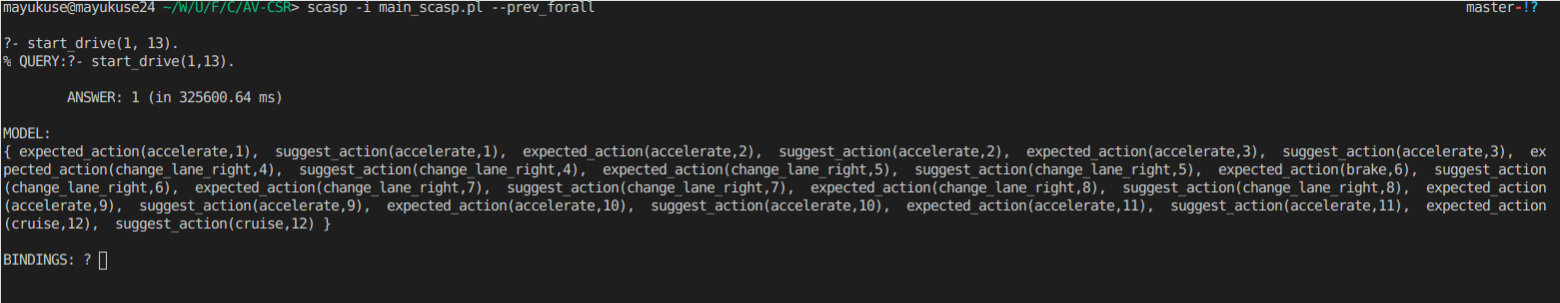 mayukuse@mayukuse24 ~/W/U/F/C/AV-CSR> scasp -i main_scasp.pl --prev_forall master-!?
?- start_drive(1, 13).
% QUERY:?- start_drive(1,13).
ANSWER: 1 (in 325600.64 ms)
MODEL:
{ expected_action(accelerate,1),  suggest_action(accelerate,1),  expected_action(accelerate,2),  suggest_action(accelerate,2),  expected_action(accelerate,3),  suggest_action(accelerate,3),  ex
pected_action(change_lane_right,4),  suggest_action(change_lane_right,4),  expected_action(change_lane_right,5),  suggest_action(change_lane_right,5),  expected_action(brake,6),  suggest_action
(change_lane_right,6),  expected_action(change_lane_right,7),  suggest_action(change_lane_right,7),  expected_action(change_lane_right,8),  suggest_action(change_lane_right,8),  expected_action
(accelerate,9),  suggest_action(accelerate,9),  expected_action(accelerate,10),  suggest_action(accelerate,10),  expected_action(accelerate,11),  suggest_action(accelerate,11),  expected_action
(cruise,12),  suggest_action(cruise,12) }
BINDINGS: ?